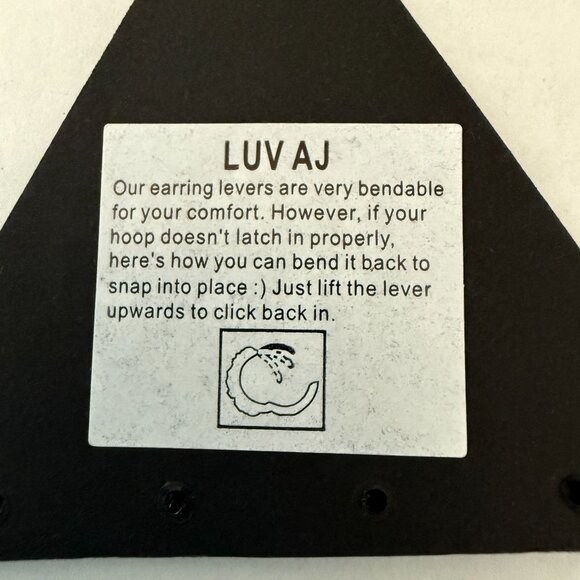 LUV AJ
Our earring levers are very bendable
for your comfort. However, if your
hoop doesn't latch in properly,
here's how you can bend it back to
snap into place :) Just lift the lever
upwards to click back in.